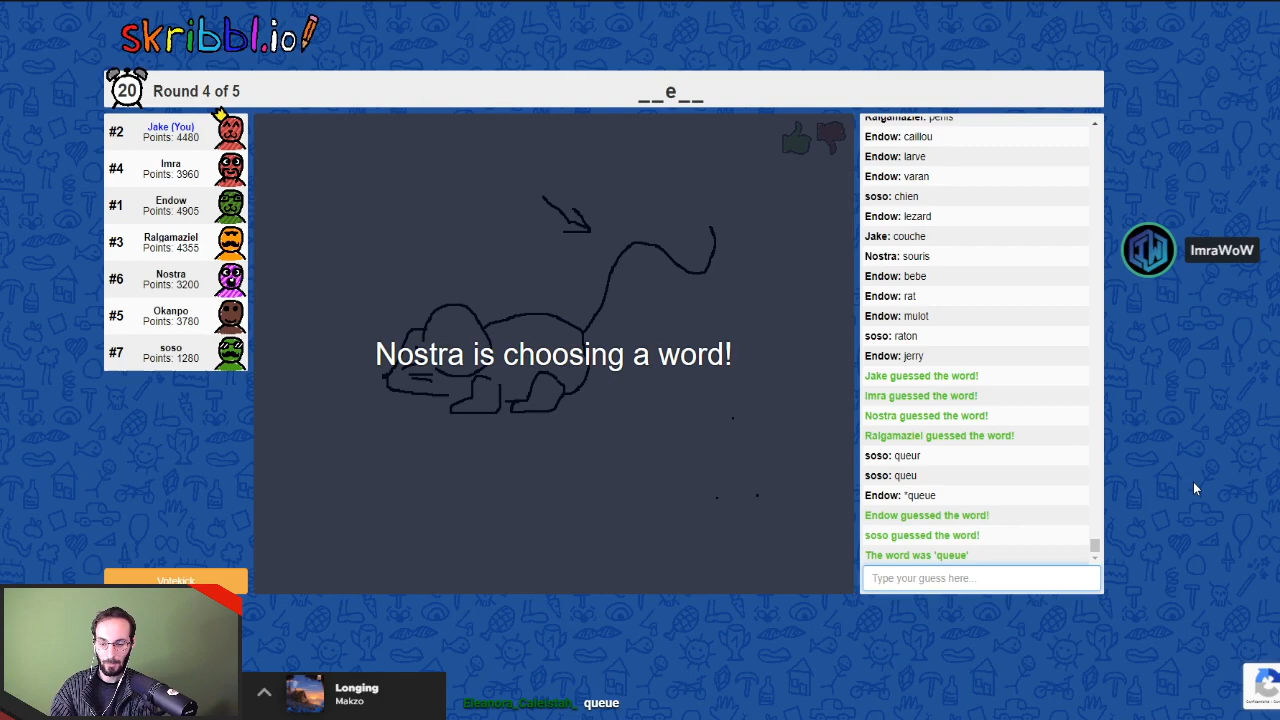 skribbl.io!
20
Round 4 of 5
__e__
#2
Jake (You)
Points: 4480
#4
Imra
Points: 3960
#1
Endow
Points: 4905
#3
Ralgamaziel
Points: 4355
#6
Nostra
Points: 3200
#5
Okanpo
Points: 3780
#7
soso
Points: 1280
Votekick
Nostra is choosing a word!
Ralgamaziel: penis
Endow: caillou
Endow: larve
Endow: varan
soso: chien
Endow: lezard
Jake: couche
Nostra: souris
Endow: bebe
Endow: rat
Endow: mulot
soso: raton
Endow: jerry
Jake guessed the word!
Imra guessed the word!
Nostra guessed the word!
Ralgamaziel guessed the word!
soso: queur
soso: queu
Endow: *queue
Endow guessed the word!
soso guessed the word!
The word was 'queue'
Type your guess here...
ImraWoW
Longing
Makzo
queue